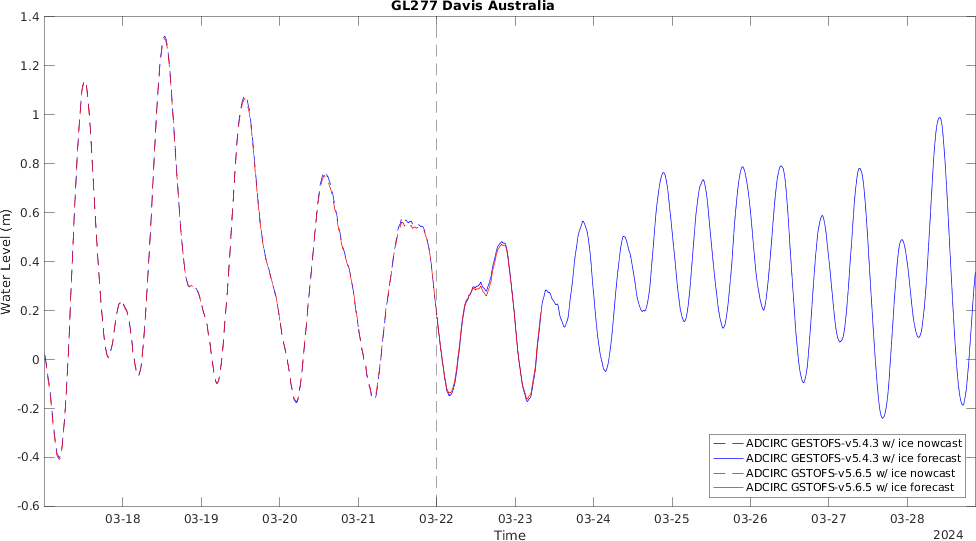 GL277 Davis Australia
1.4
1.2
1
0.8
0.6
0.4
0.2
0
-0.2
-0.4
-0.6
Water Level (m)
ADCIRC GESTOFS-v5.4.3 w/ ice nowcast
ADCIRC GESTOFS-v5.4.3 w/ ice forecast
ADCIRC GSTOFS-v5.6.5 w/ ice nowcast
ADCIRC GSTOFS-v5.6.5 w/ ice forecast
03-18 03-19 03-20 03-21 03-22 03-23 03-24 03-25 03-26 03-27 03-28
Time
2024